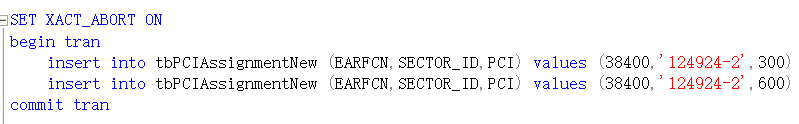 SET XACT_ABORT ON
begin tran
insert into tbPCIAssignmentNew (EARFCN,SECTOR_ID,PCI) values (38400,'124924-2',300)
insert into tbPCIAssignmentNew (EARFCN,SECTOR_ID,PCI) values (38400,'124924-2',600)
commit tran